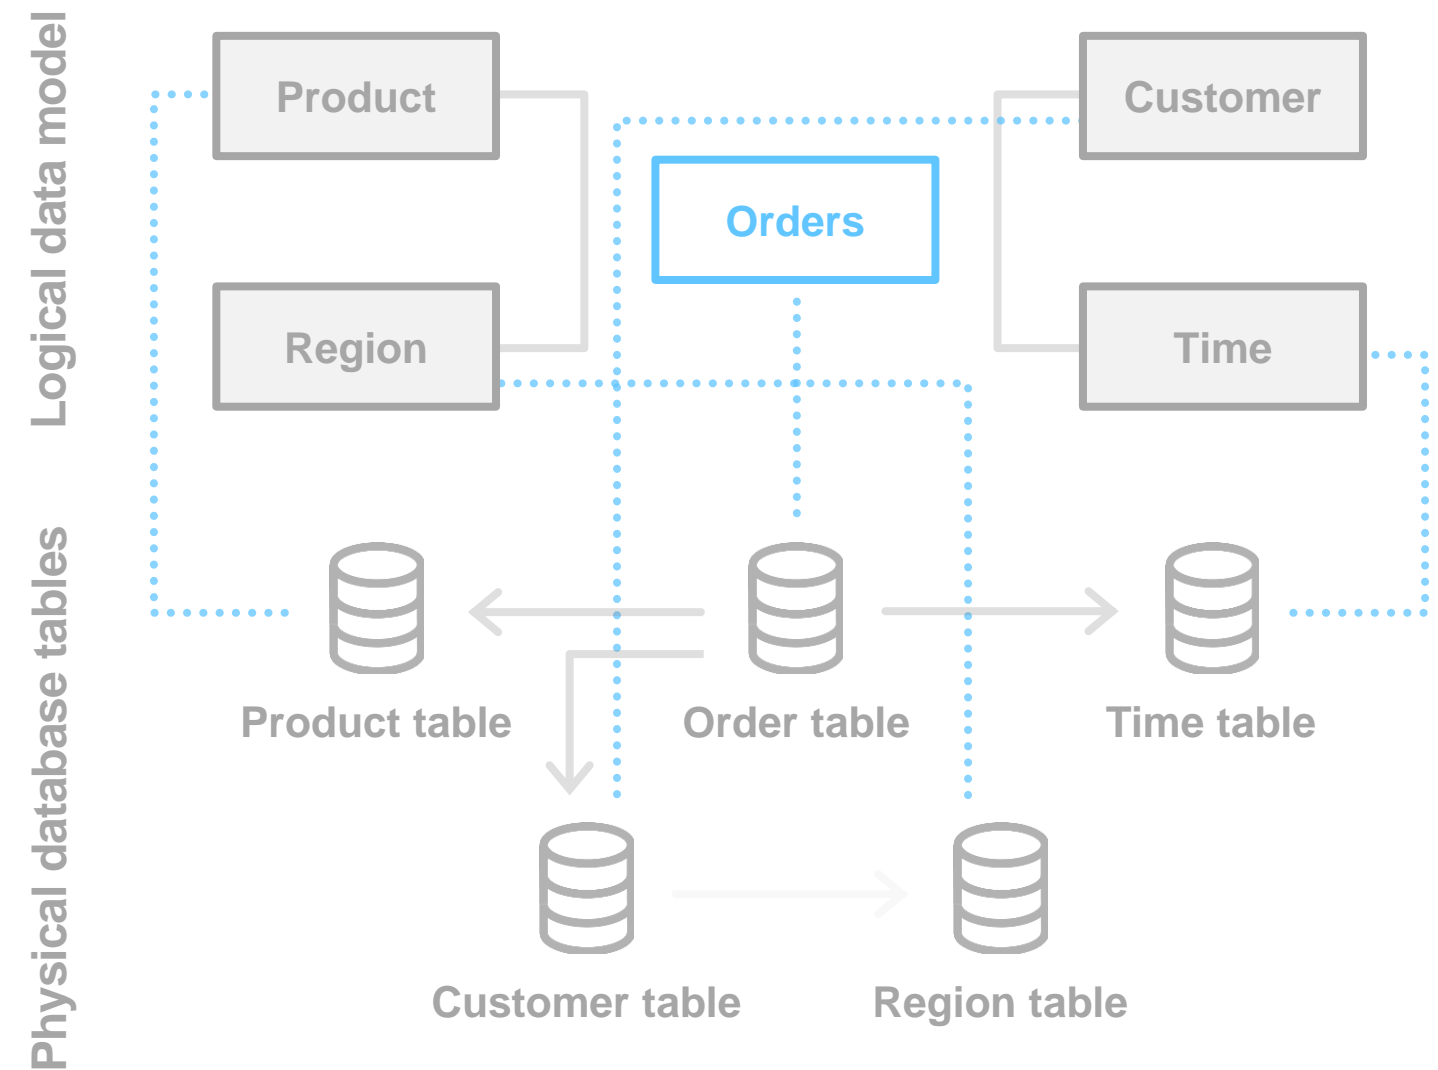 Logical data model
Product
Customer
Orders
Region
Time
Physical database tables
Product table
Order table
Time table
Customer table
Region table